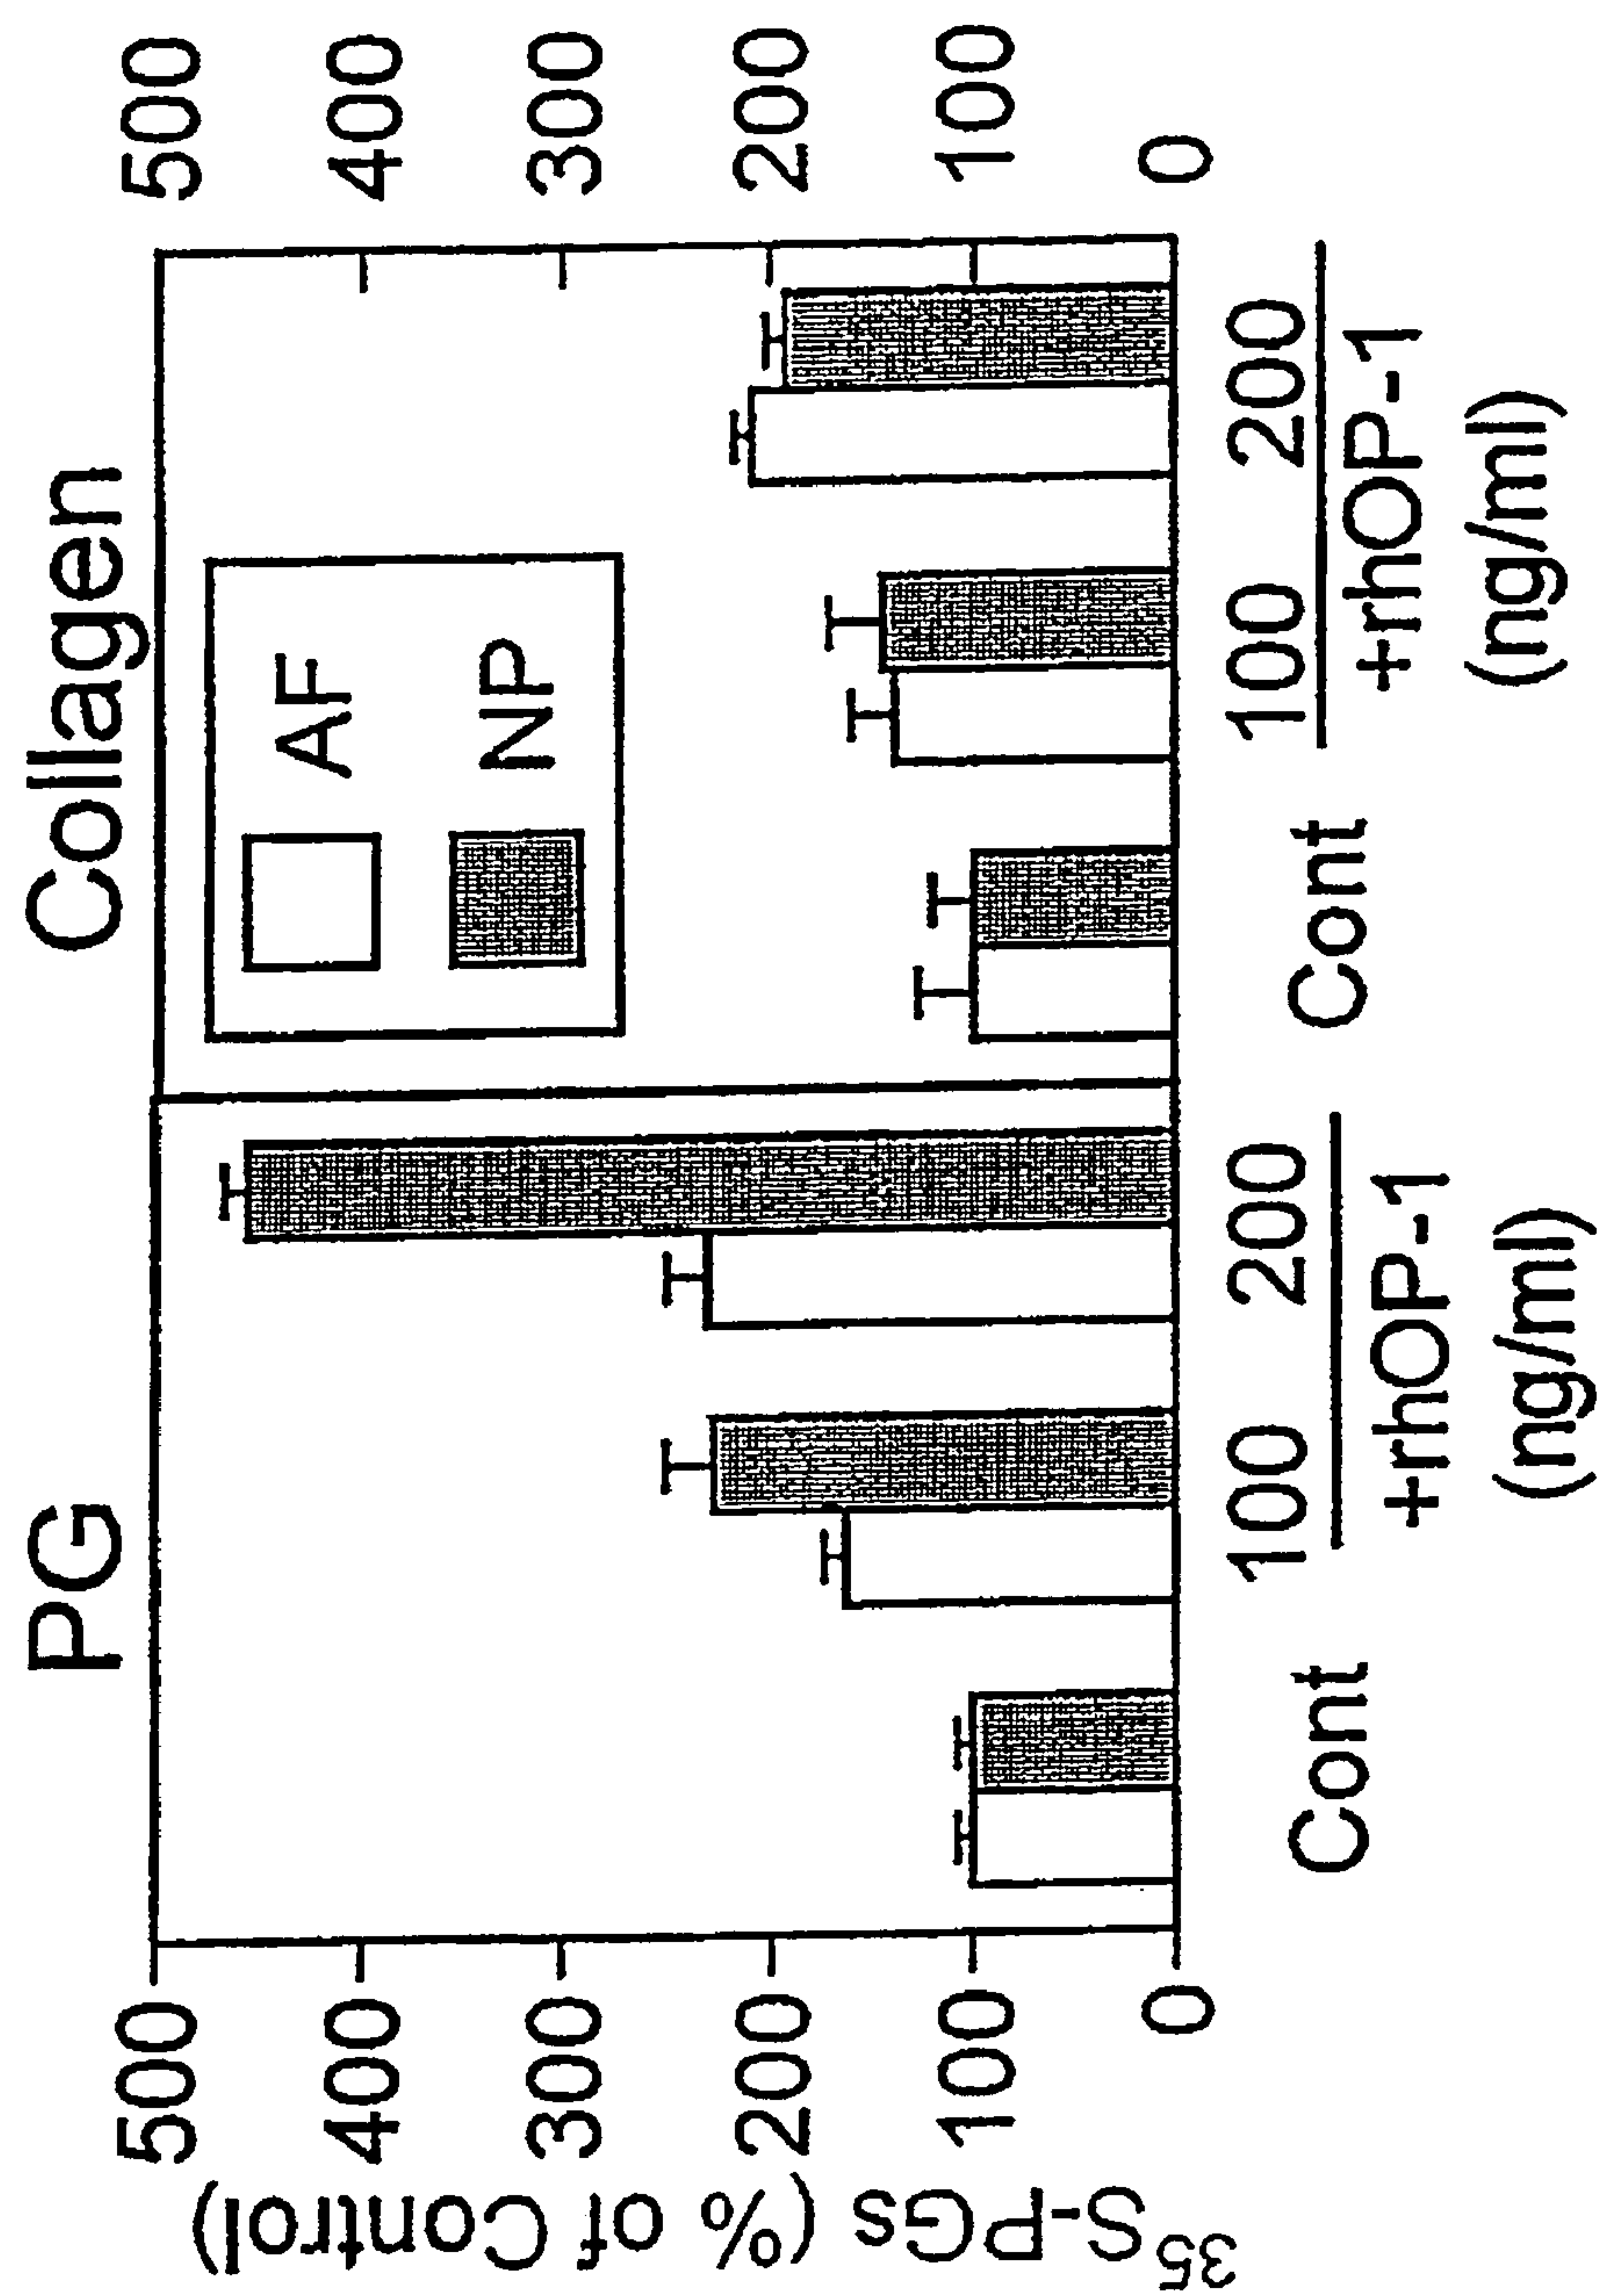 PG
Collagen
³⁵S-PGs (% of Control)
500
400
300
200
100
0
AF
NP
500
400
300
200
100
0
Cont
100
200
+rhOP-1
(ng/ml)
Cont
100
200
+rhOP-1
(ng/ml)